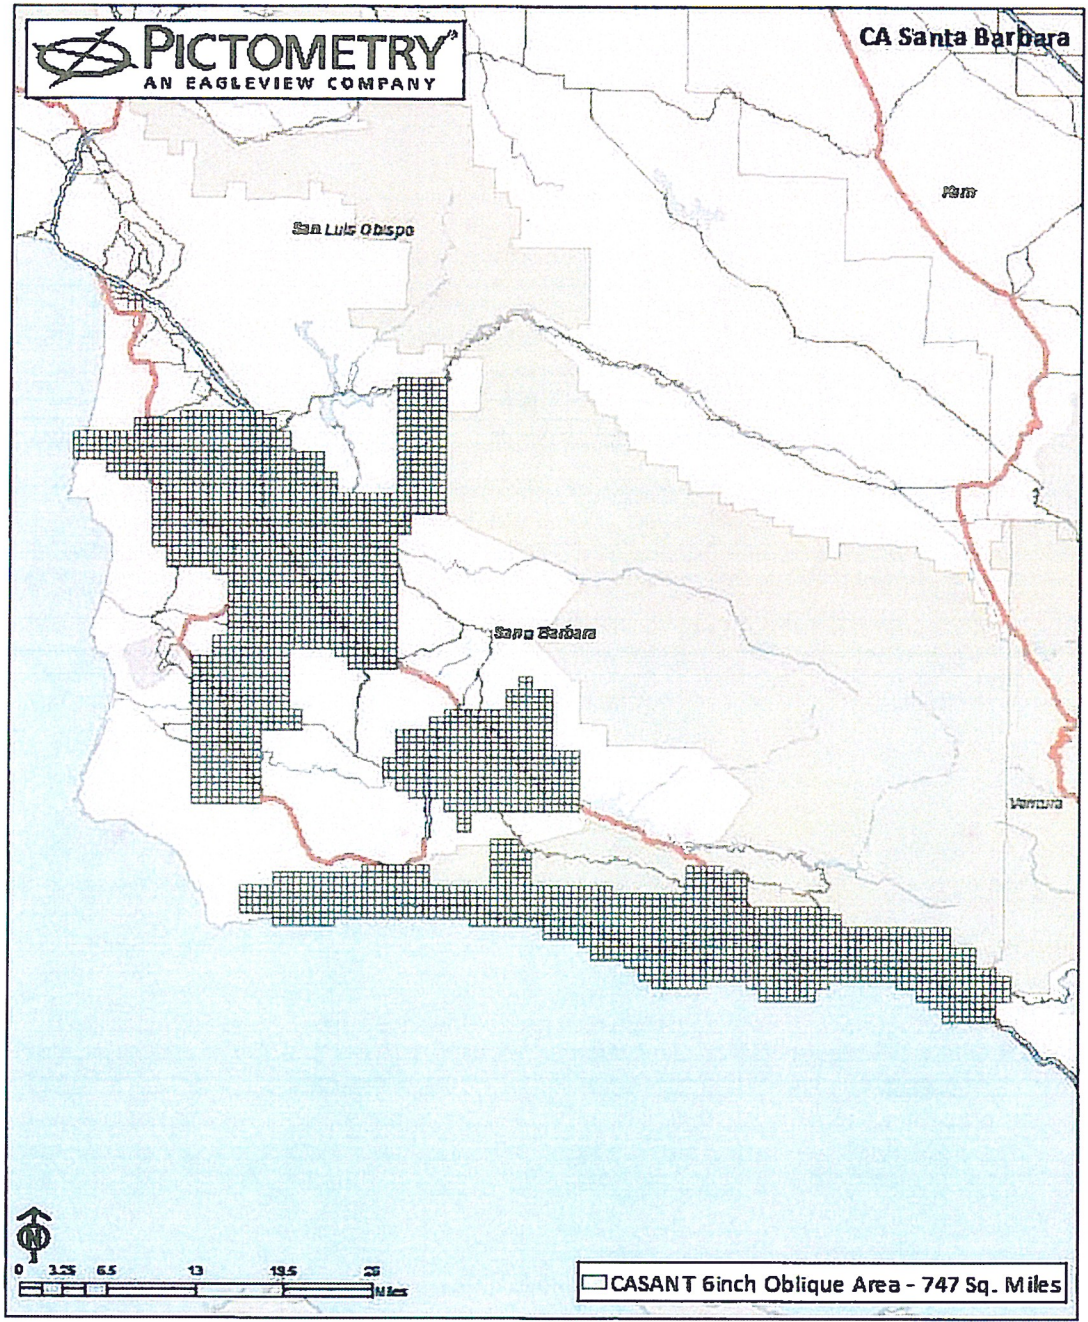 PICTOMETRY
AN EAGLEVIEW COMPANY
CA Santa Barbara
Kern
San Luis Obispo
Santa Barbara
Ventura
N
0 3.25 6.5 13 19.5 26
Miles
CASANT 6inch Oblique Area - 747 Sq. Miles